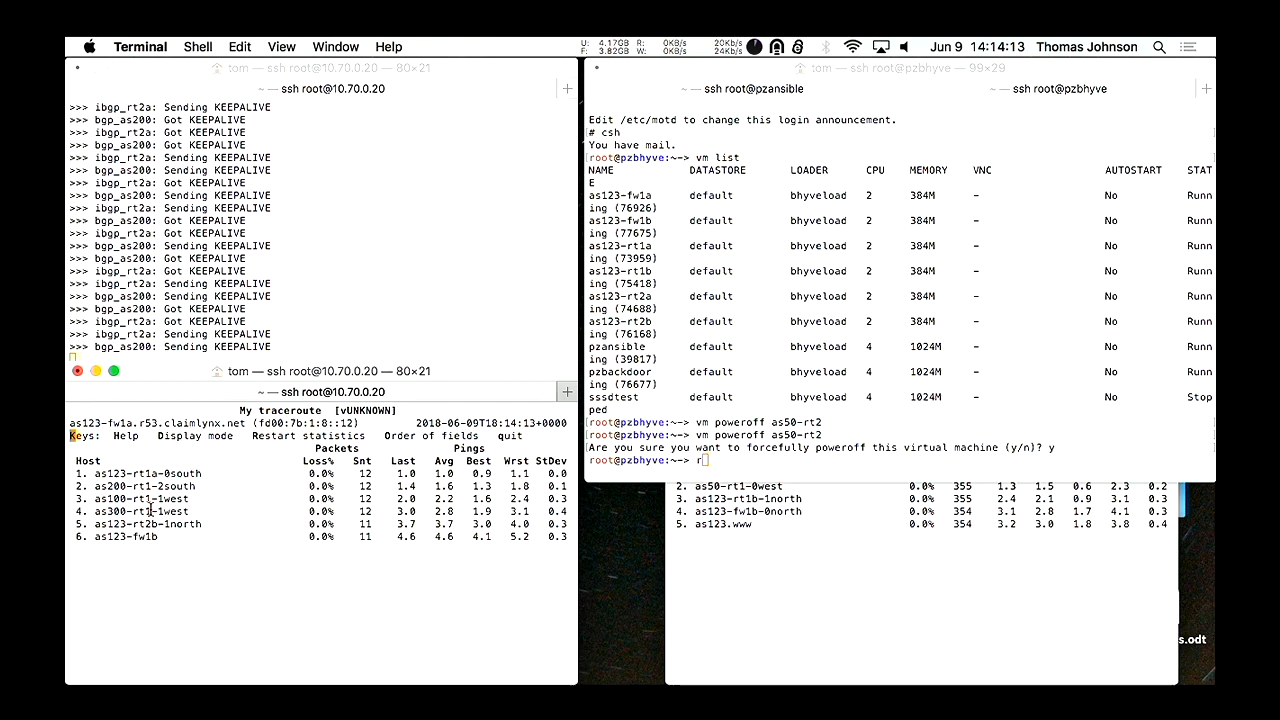 Terminal Shell Edit View Window Help U: 4.17GB R: 0KB/s 20Kb/s Jun 9 14:14:13 Thomas Johnson
F: 3.82GB W: 0KB/s 24Kb/s
tom — ssh root@10.70.0.20 — 80×21
~ — ssh root@10.70.0.20
>>> ibgp_rt2a: Sending KEEPALIVE
>>> bgp_as200: Got KEEPALIVE
>>> ibgp_rt2a: Got KEEPALIVE
>>> bgp_as200: Got KEEPALIVE
>>> ibgp_rt2a: Sending KEEPALIVE
>>> bgp_as200: Sending KEEPALIVE
>>> ibgp_rt2a: Got KEEPALIVE
>>> bgp_as200: Sending KEEPALIVE
>>> ibgp_rt2a: Sending KEEPALIVE
>>> bgp_as200: Got KEEPALIVE
>>> ibgp_rt2a: Got KEEPALIVE
>>> bgp_as200: Sending KEEPALIVE
>>> bgp_as200: Got KEEPALIVE
>>> ibgp_rt2a: Got KEEPALIVE
>>> ibgp_rt2a: Sending KEEPALIVE
>>> bgp_as200: Sending KEEPALIVE
>>> bgp_as200: Got KEEPALIVE
>>> ibgp_rt2a: Got KEEPALIVE
>>> ibgp_rt2a: Sending KEEPALIVE
>>> bgp_as200: Sending KEEPALIVE
tom — ssh root@10.70.0.20 — 80×21
~ — ssh root@10.70.0.20
My traceroute [vUNKNOWN]
as123-fw1a.r53.claimlynx.net (fd00:7b:1:8::12) 2018-06-09T18:14:13+0000
Keys: Help Display mode Restart statistics Order of fields quit
Packets Pings
Host Loss% Snt Last Avg Best Wrst StDev
1. as123-rt1a-0south 0.0% 12 1.0 1.0 0.9 1.1 0.0
2. as200-rt1-2south 0.0% 12 1.4 1.6 1.3 1.8 0.1
3. as100-rt1-1west 0.0% 12 2.0 2.2 1.6 2.4 0.3
4. as300-rt1-1west 0.0% 12 3.0 2.8 1.9 3.1 0.4
5. as123-rt2b-1north 0.0% 11 3.7 3.7 3.0 4.0 0.3
6. as123-fw1b 0.0% 11 4.6 4.6 4.1 5.2 0.3
tom — ssh root@pzbhyve — 99×29
~ — ssh root@pzansible ~ — ssh root@pzbhyve
Edit /etc/motd to change this login announcement.
# csh
You have mail.
[root@pzbhyve:~-> vm list
NAME DATASTORE LOADER CPU MEMORY VNC AUTOSTART STAT
E
as123-fw1a default bhyveload 2 384M - No Runn
ing (76926)
as123-fw1b default bhyveload 2 384M - No Runn
ing (77675)
as123-rt1a default bhyveload 2 384M - No Runn
ing (73959)
as123-rt1b default bhyveload 2 384M - No Runn
ing (75418)
as123-rt2a default bhyveload 2 384M - No Runn
ing (74688)
as123-rt2b default bhyveload 2 384M - No Runn
ing (76168)
pzansible default bhyveload 4 1024M - No Runn
ing (39817)
pzbackdoor default bhyveload 4 1024M - No Runn
ing (76677)
sssdtest default bhyveload 4 1024M - No Stop
ped
[root@pzbhyve:~-> vm poweroff as50-rt2
[root@pzbhyve:~-> vm poweroff as50-rt2
Are you sure you want to forcefully poweroff this virtual machine (y/n)? y
root@pzbhyve:~-> r
2. as50-rt1-0west 0.0% 355 1.3 1.5 0.6 2.3 0.2
3. as123-rt1b-1north 0.0% 355 2.4 2.1 0.9 3.1 0.3
4. as123-fw1b-0north 0.0% 354 3.1 2.8 1.7 4.1 0.3
5. as123.www 0.0% 354 3.2 3.0 1.8 3.8 0.4
s.odt